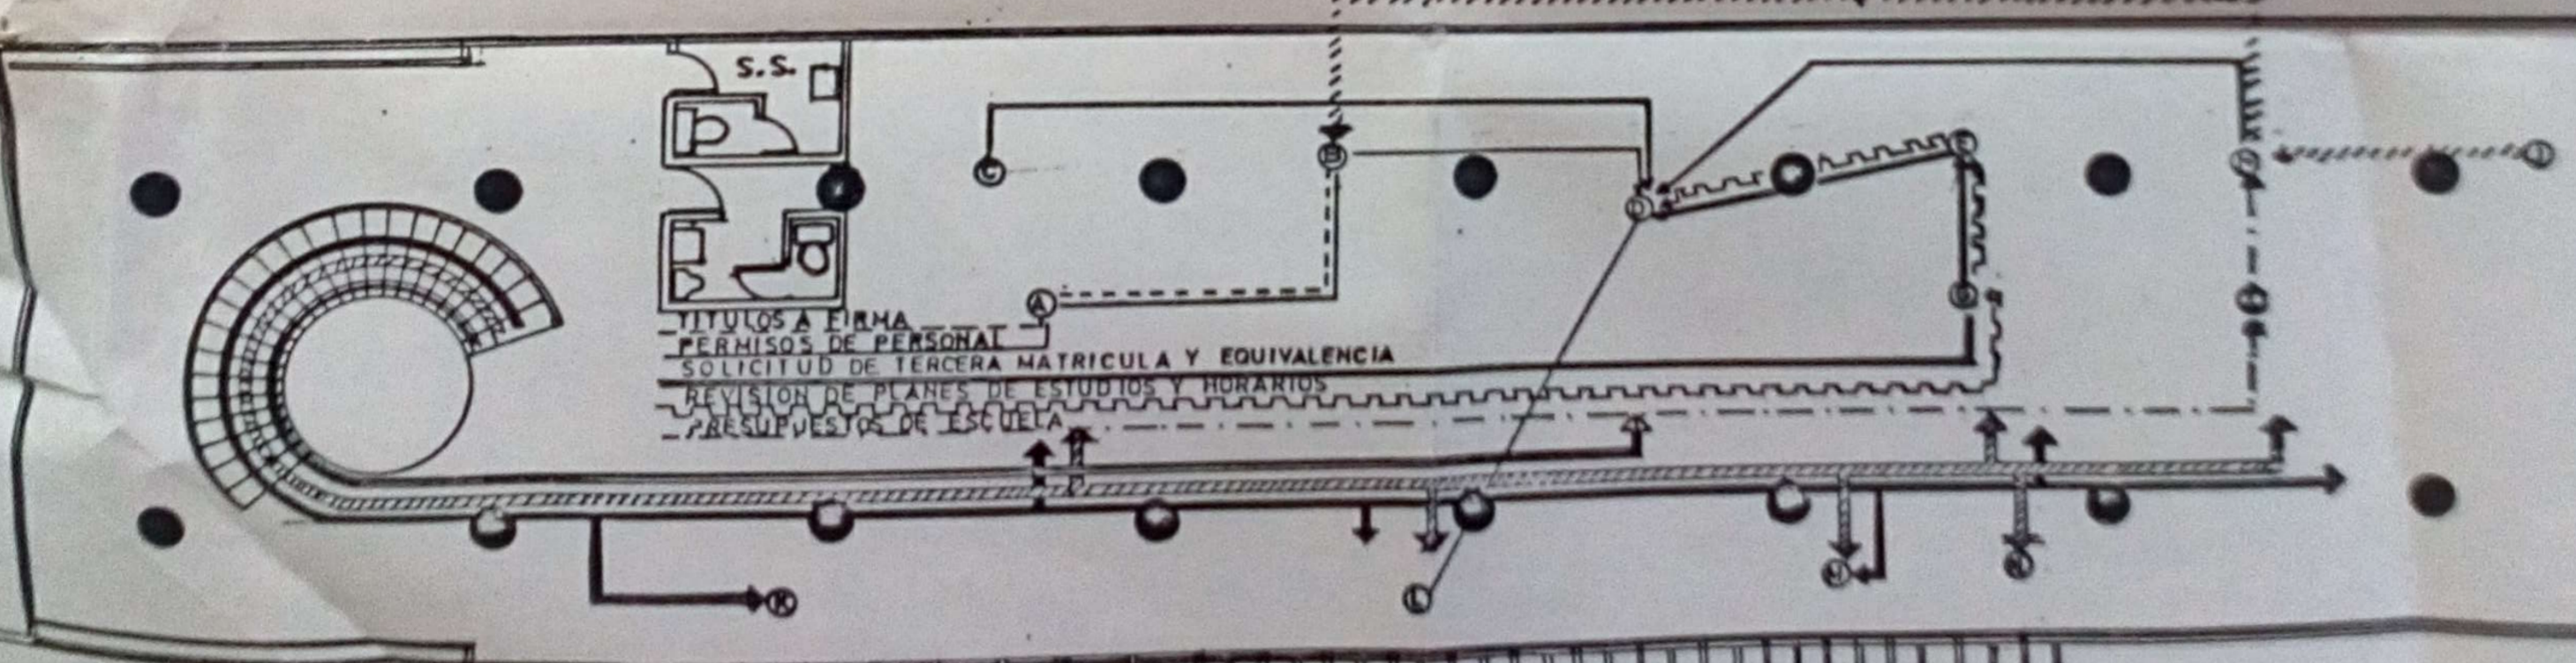 S.S.
C
B
D
A
TITULOS A FIRMA
PERMISOS DE PERSONAL
SOLICITUD DE TERCERA MATRICULA Y EQUIVALENCIA
REVISION DE PLANES DE ESTUDIOS Y HORARIOS
PRESUPUESTOS DE ESCUELA
K
L